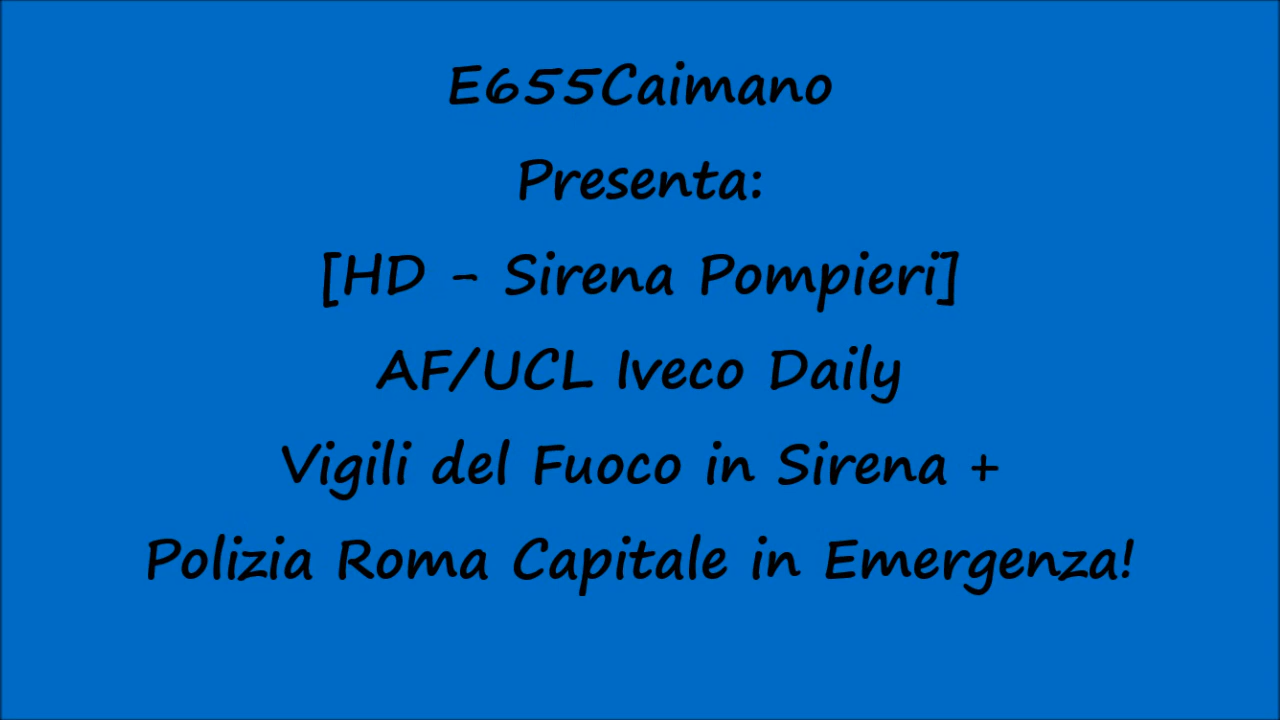 E655Caimano
Presenta:
[HD - Sirena Pompieri]
AF/UCL Iveco Daily
Vigili del Fuoco in Sirena +
Polizia Roma Capitale in Emergenza!